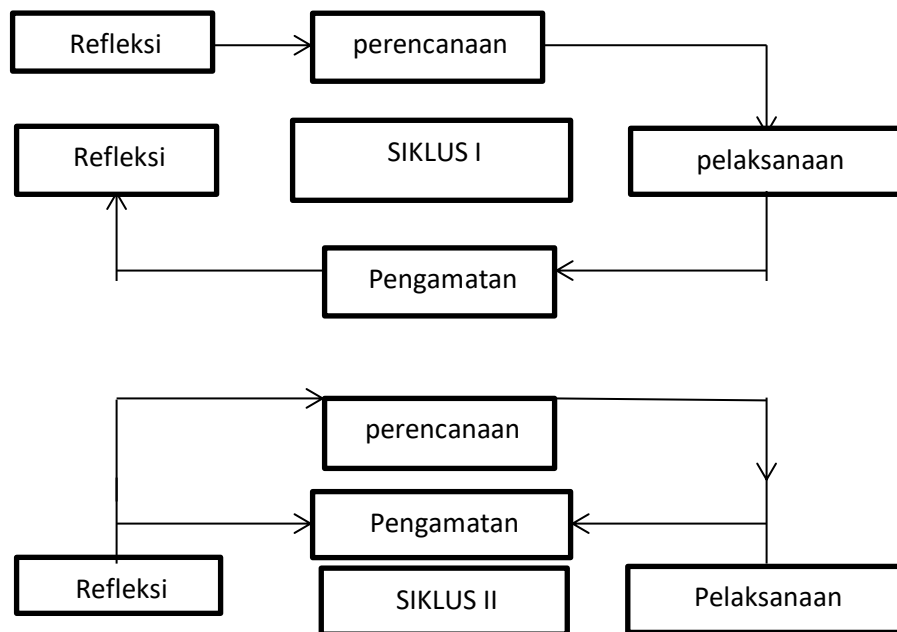 Refleksi
perencanaan
Refleksi
SIKLUS I
pelaksanaan
Pengamatan
perencanaan
Pengamatan
Refleksi
SIKLUS II
Pelaksanaan